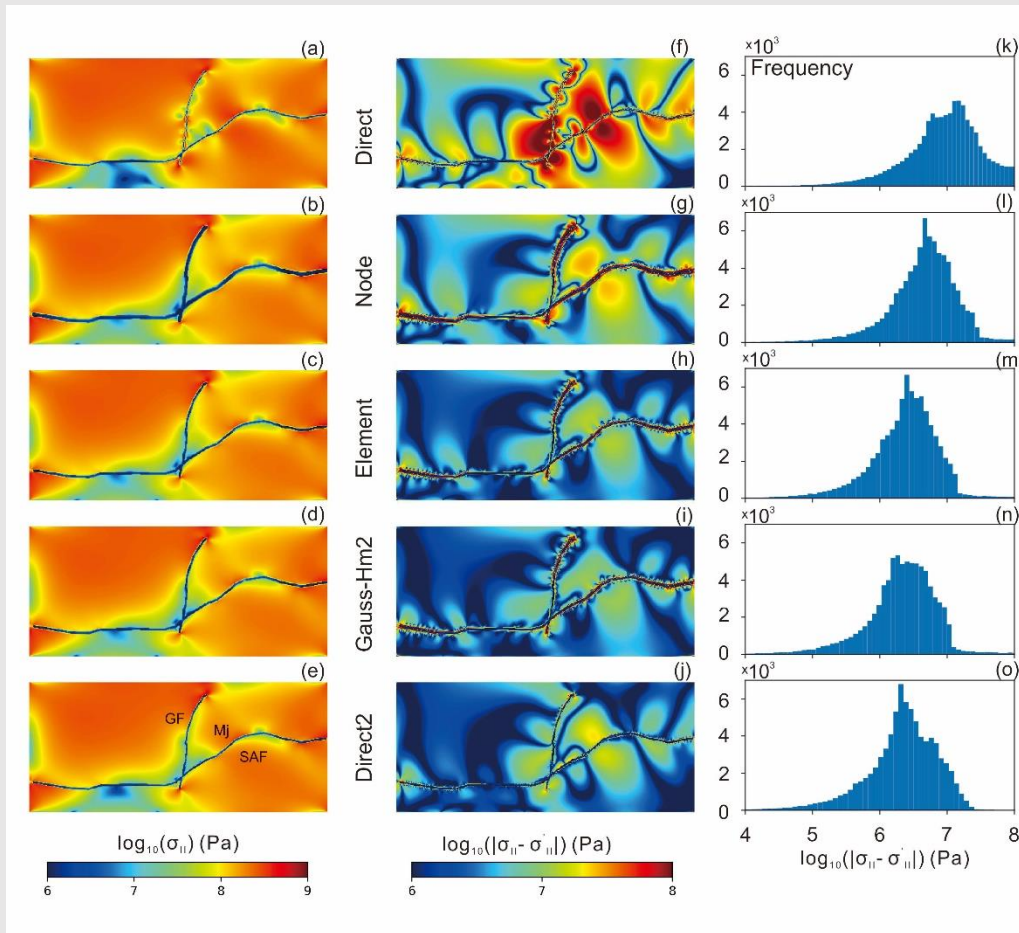 (a) (f) (k)
×10³
6
4
2
0
Frequency
Direct
(b) (g) (l)
×10³
6
4
2
0
Node
(c) (h) (m)
×10³
6
4
2
0
Element
(d) (i) (n)
×10³
6
4
2
0
Gauss-Hm2
(e) (j) (o)
×10³
6
4
2
0
GF
Mj
SAF
Direct2
4 5 6 7 8
log₁₀(|σ_II- σ'_II|) (Pa)
log₁₀(σ_II) (Pa)
6 7 8 9
log₁₀(|σ_II- σ'_II|) (Pa)
6 7 8